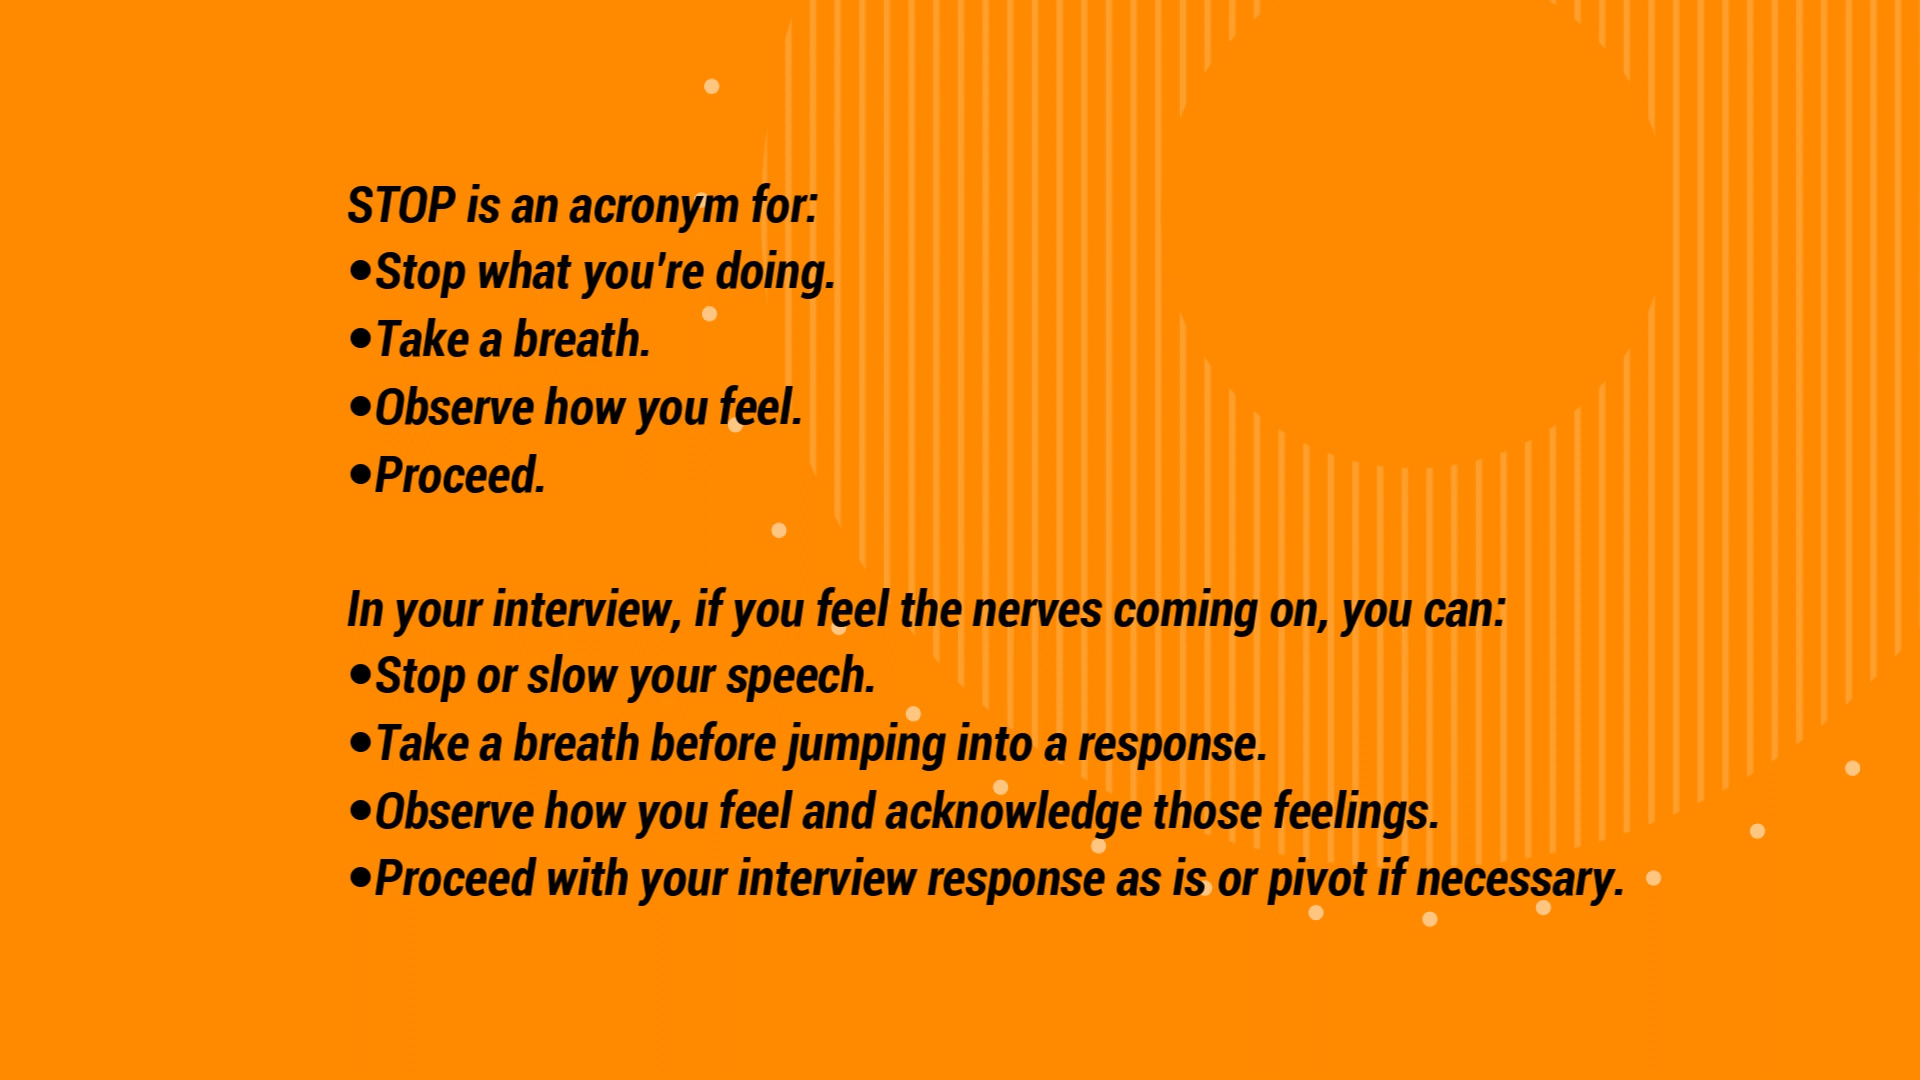 STOP is an acronym for:
•Stop what you're doing.
•Take a breath.
•Observe how you feel.
•Proceed.
In your interview, if you feel the nerves coming on, you can:
•Stop or slow your speech.
•Take a breath before jumping into a response.
•Observe how you feel and acknowledge those feelings.
•Proceed with your interview response as is or pivot if necessary.